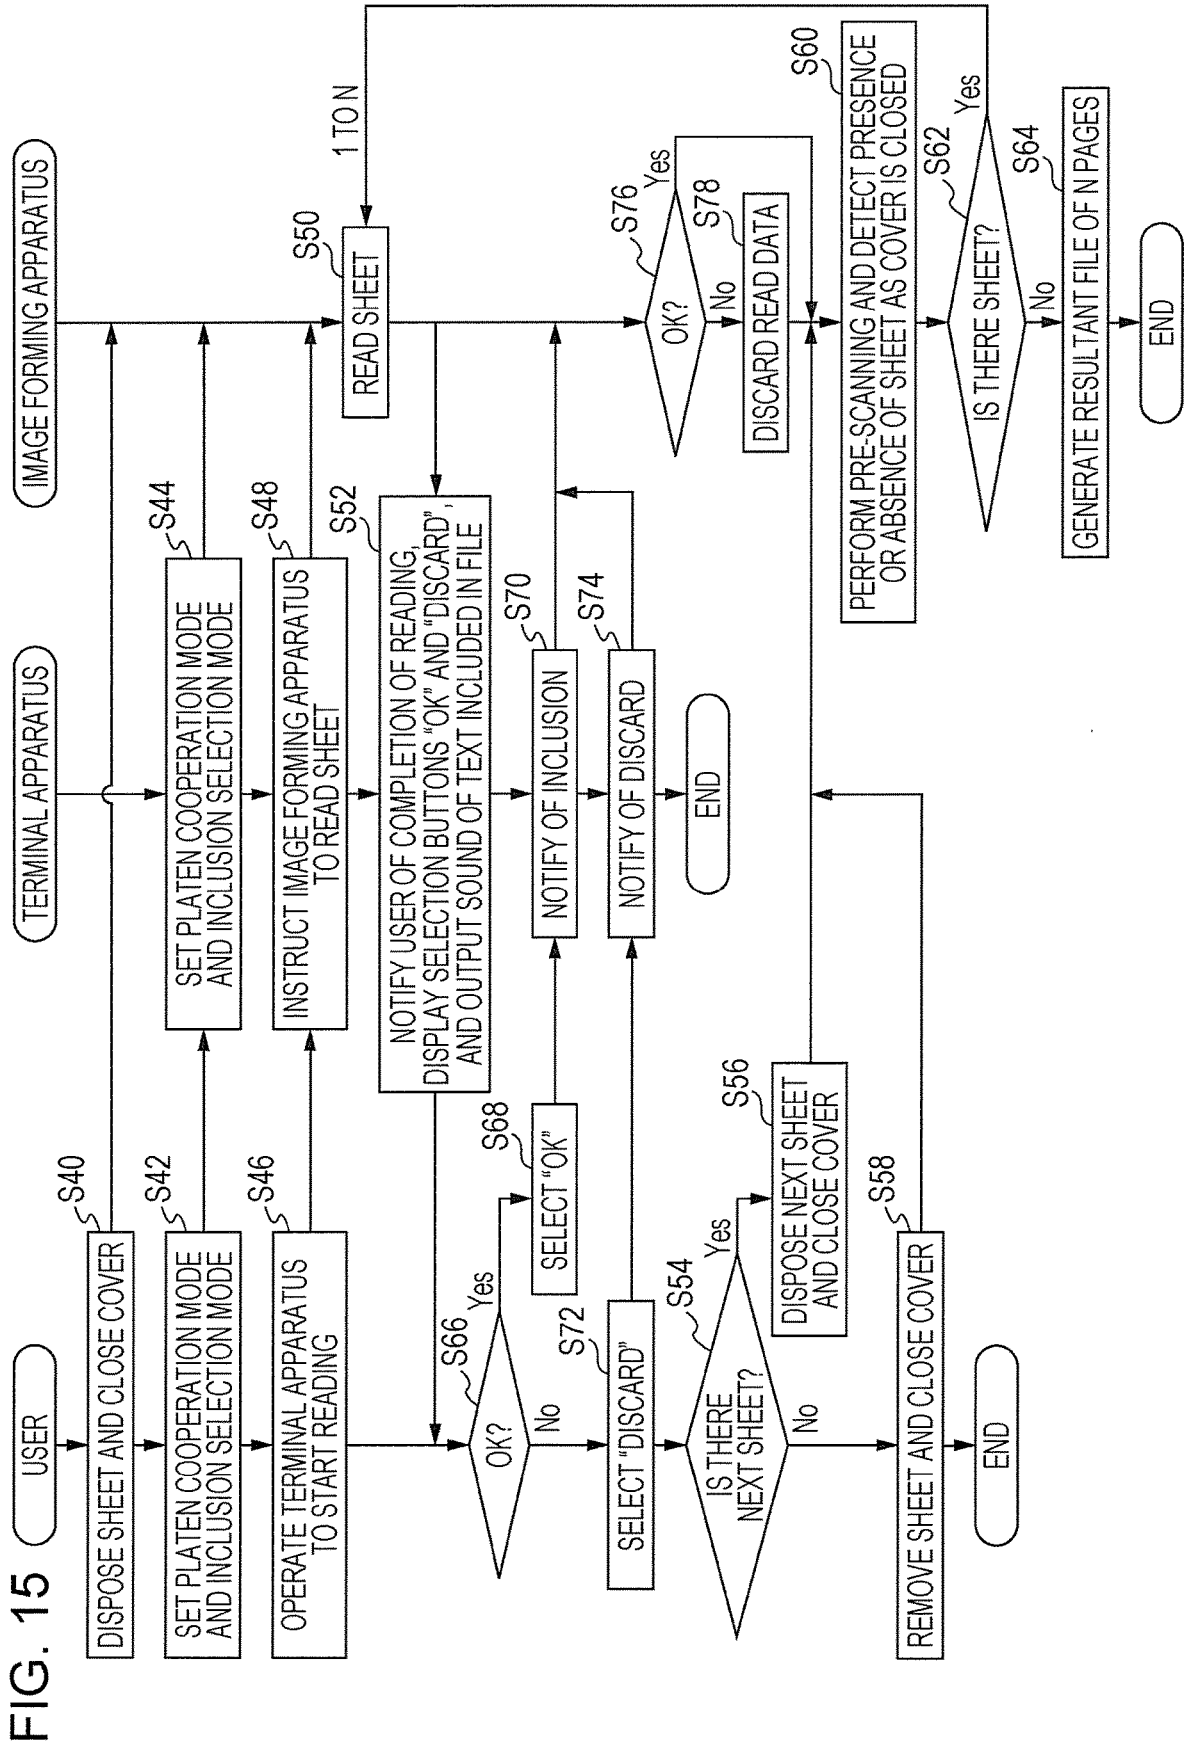 FIG. 15
USER
S40
DISPOSE SHEET AND CLOSE COVER
S42
SET PLATEN COOPERATION MODE
AND INCLUSION SELECTION MODE
S46
OPERATE TERMINAL APPARATUS
TO START READING
S66
OK?
Yes
No
S68
SELECT "OK"
S72
SELECT "DISCARD"
S54
IS THERE
NEXT SHEET?
Yes
No
S56
DISPOSE NEXT SHEET
AND CLOSE COVER
S58
REMOVE SHEET AND CLOSE COVER
END
TERMINAL APPARATUS
S44
SET PLATEN COOPERATION MODE
AND INCLUSION SELECTION MODE
S48
INSTRUCT IMAGE FORMING APPARATUS
TO READ SHEET
S52
NOTIFY USER OF COMPLETION OF READING,
DISPLAY SELECTION BUTTONS "OK" AND "DISCARD",
AND OUTPUT SOUND OF TEXT INCLUDED IN FILE
S70
NOTIFY OF INCLUSION
S74
NOTIFY OF DISCARD
END
IMAGE FORMING APPARATUS
1 TO N
S50
READ SHEET
S76
OK?
Yes
No
S78
DISCARD READ DATA
S60
PERFORM PRE-SCANNING AND DETECT PRESENCE
OR ABSENCE OF SHEET AS COVER IS CLOSED
S62
IS THERE SHEET?
Yes
No
S64
GENERATE RESULTANT FILE OF N PAGES
END